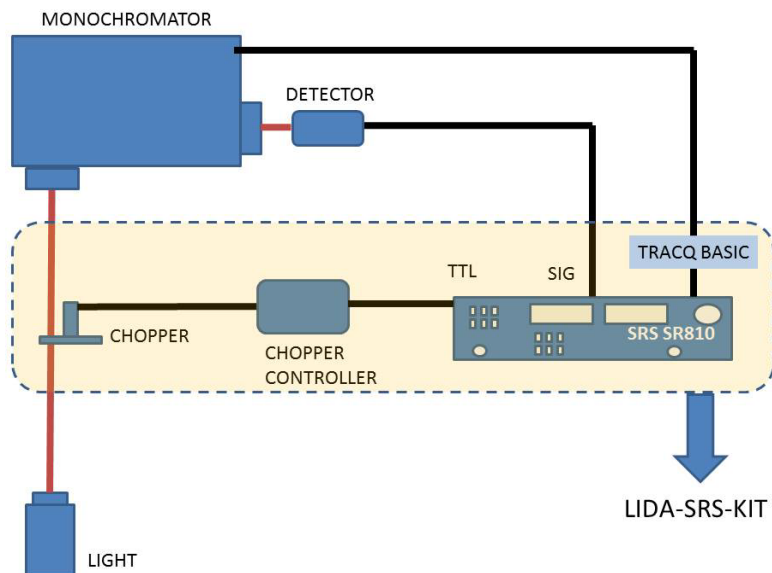 MONOCHROMATOR
DETECTOR
TRACQ BASIC
TTL
SIG
CHOPPER
CHOPPER
CONTROLLER
SRS SR810
LIDA-SRS-KIT
LIGHT